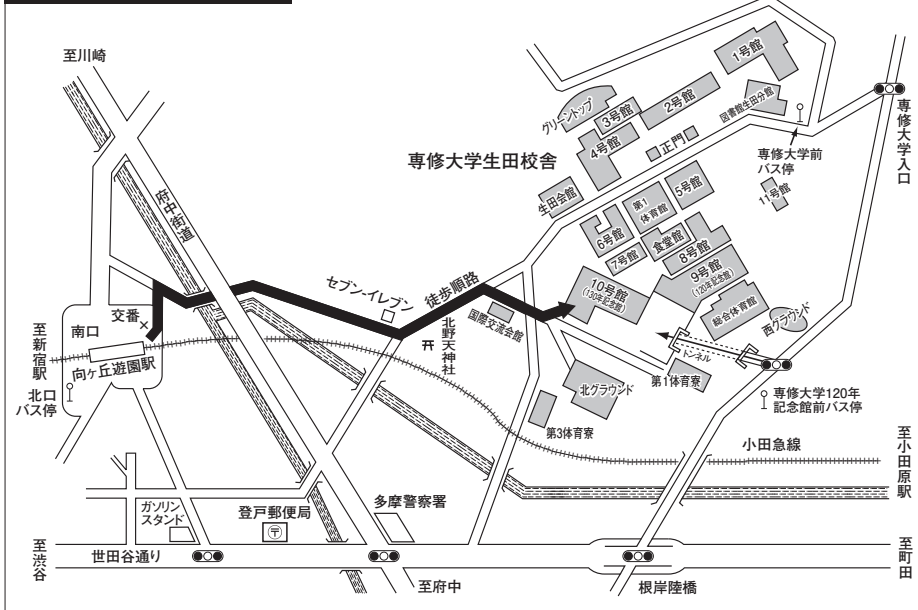 至川崎
府中街道
専修大学生田校舎
グリーントップ
3号館
4号館
2号館
1号館
図書館生田分館
正門
専修大学前
バス停
専修大学入口
生田会館
第1
体育館
5号館
11号館
6号館
7号館
食堂館
8号館
9号館
(120年記念館)
10号館
(130年記念館)
総合体育館
西グラウンド
トンネル
セブン-イレブン
徒歩順路
北野天神社
国際交流会館
交番
南口
向ヶ丘遊園駅
至新宿駅
北口
バス停
北グラウンド
第1体育寮
第3体育寮
専修大学120年
記念館前バス停
小田急線
至小田原駅
ガソリン
スタンド
登戸郵便局
〒
多摩警察署
至渋谷
世田谷通り
至府中
根岸陸橋
至町田